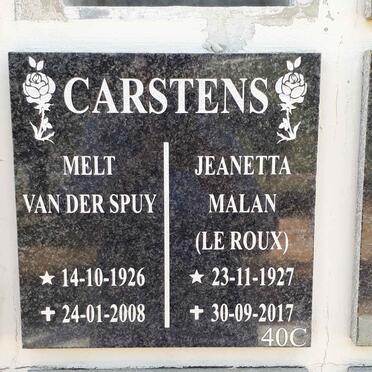 CARSTENS
MELT
VAN DER SPUY
★ 14-10-1926
✝ 24-01-2008
JEANETTA
MALAN
(LE ROUX)
★ 23-11-1927
✝ 30-09-2017
40C